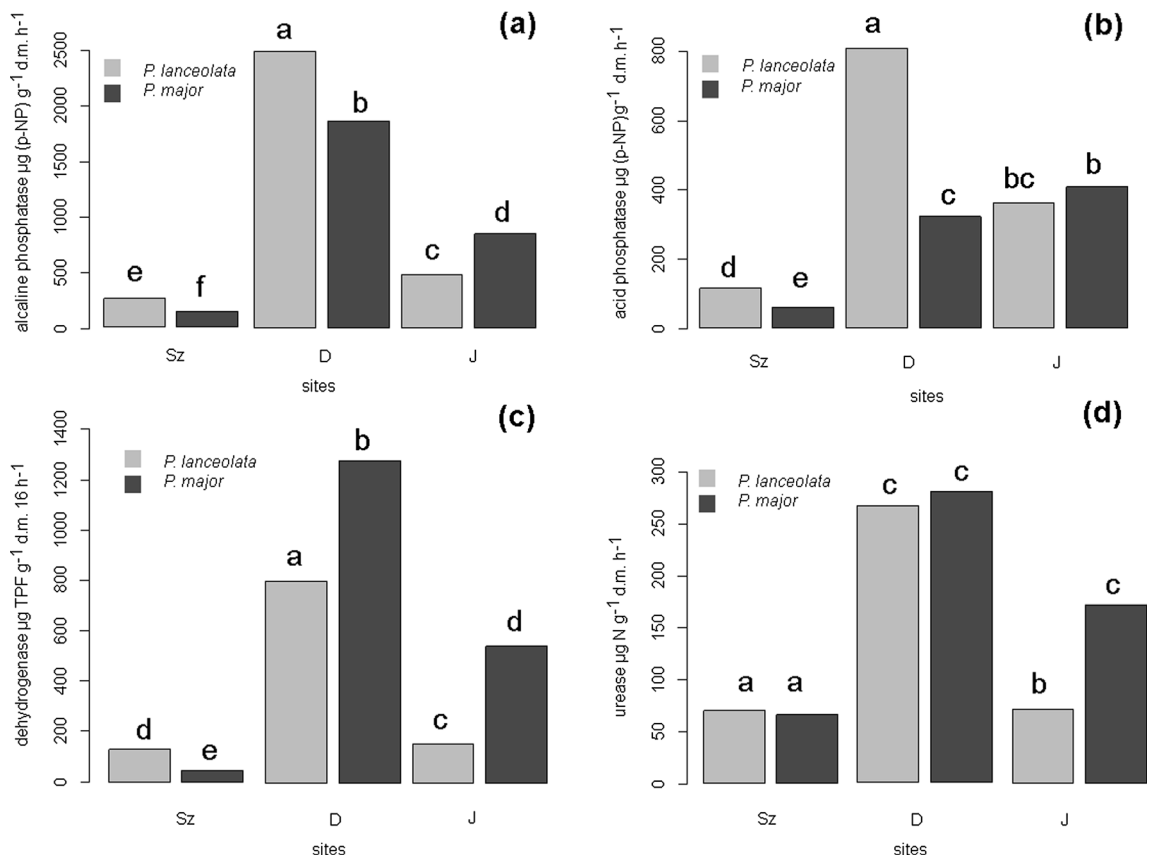 (a)
alcaline phosphatase µg (p-NP) g-1 d.m. h-1
2500
2000
1500
1000
500
0
P. lanceolata
P. major
e
f
a
b
c
d
Sz
D
J
sites
(b)
acid phosphatase µg (p-NP)g-1 d.m. h-1
800
600
400
200
0
P. lanceolata
P. major
d
e
a
c
bc
b
Sz
D
J
sites
(c)
dehydrogenase µg TPF g-1 d.m. 16 h-1
1400
1200
1000
800
600
400
200
0
P. lanceolata
P. major
d
e
a
b
c
d
Sz
D
J
sites
(d)
urease µg N g-1 d.m. h-1
300
250
200
150
100
50
0
P. lanceolata
P. major
a
a
c
c
b
c
Sz
D
J
sites